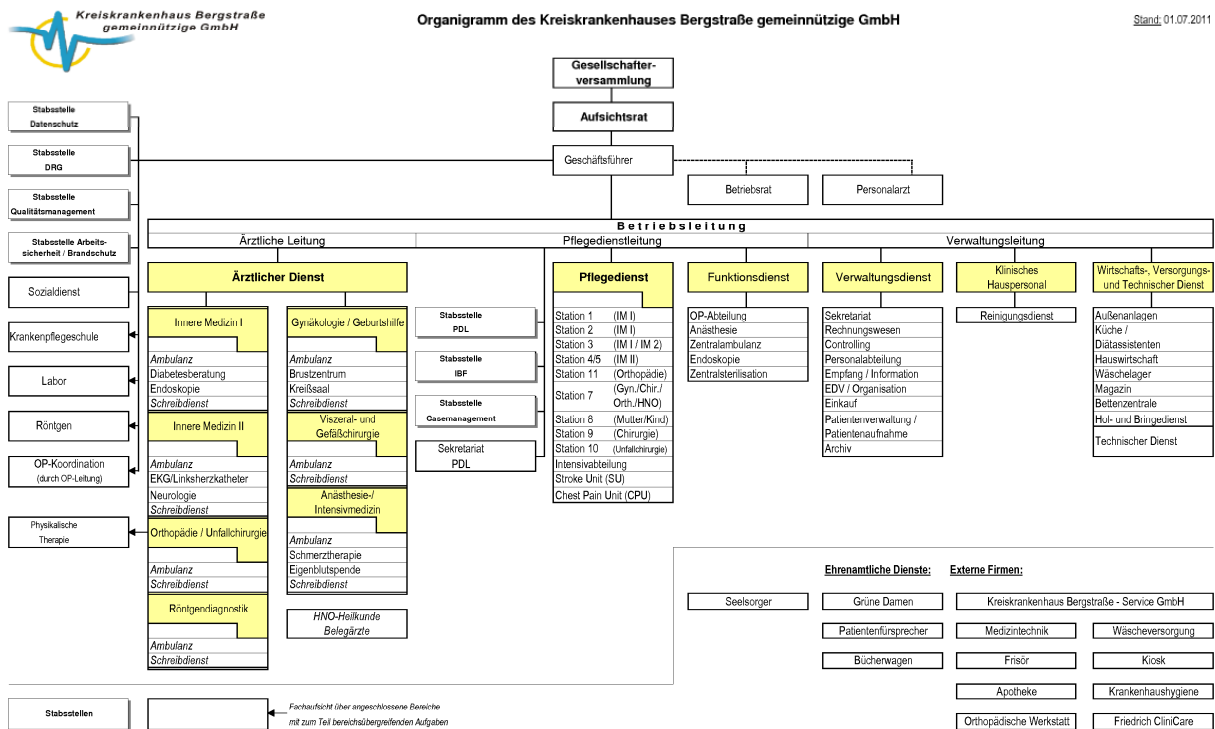 Kreiskrankenhaus Bergstraße
gemeinnützige GmbH
Organigramm des Kreiskrankenhauses Bergstraße gemeinnützige GmbH
Stand: 01.07.2011
Gesellschafter-
versammlung
Aufsichtsrat
Geschäftsführer
Betriebsrat
Personalarzt
Stabsstelle
Datenschutz
Stabsstelle
DRG
Stabsstelle
Qualitätsmanagement
Stabsstelle Arbeits-
sicherheit / Brandschutz
Sozialdienst
Krankenpflegeschule
Labor
Röntgen
OP-Koordination
(durch OP-Leitung)
Physikalische
Therapie
Betriebsleitung
Ärztliche Leitung
Pflegedienstleitung
Verwaltungsleitung
Ärztlicher Dienst
Innere Medizin I
Ambulanz
Diabetesberatung
Endoskopie
Schreibdienst
Innere Medizin II
Ambulanz
EKG/Linksherzkatheter
Neurologie
Schreibdienst
Orthopädie / Unfallchirurgie
Ambulanz
Schreibdienst
Röntgendiagnostik
Ambulanz
Schreibdienst
Gynäkologie / Geburtshilfe
Ambulanz
Brustzentrum
Kreißsaal
Schreibdienst
Viszeral- und
Gefäßchirurgie
Ambulanz
Schreibdienst
Anästhesie-/
Intensivmedizin
Ambulanz
Schmerztherapie
Eigenblutspende
Schreibdienst
HNO-Heilkunde
Belegärzte
Stabsstelle
PDL
Stabsstelle
IBF
Stabsstelle
Gasemanagement
Sekretariat
PDL
Pflegedienst
Station 1 (IM I)
Station 2 (IM I)
Station 3 (IM I / IM 2)
Station 4/5 (IM II)
Station 11 (Orthopädie)
Station 7 (Gyn./Chir./
Orth./HNO)
Station 8 (Mutter/Kind)
Station 9 (Chirurgie)
Station 10 (Unfallchirurgie)
Intensivabteilung
Stroke Unit (SU)
Chest Pain Unit (CPU)
Funktionsdienst
OP-Abteilung
Anästhesie
Zentralambulanz
Endoskopie
Zentralsterilisation
Verwaltungsdienst
Sekretariat
Rechnungswesen
Controlling
Personalabteilung
Empfang / Information
EDV / Organisation
Einkauf
Patientenverwaltung /
Patientenaufnahme
Archiv
Klinisches
Hauspersonal
Reinigungsdienst
Wirtschafts-, Versorgungs-
und Technischer Dienst
Außenanlagen
Küche /
Diätassistenten
Hauswirtschaft
Wäschelager
Magazin
Bettenzentrale
Hol- und Bringedienst
Technischer Dienst
Ehrenamtliche Dienste:
Externe Firmen:
Seelsorger
Grüne Damen
Patientenfürsprecher
Bücherwagen
Kreiskrankenhaus Bergstraße - Service GmbH
Medizintechnik
Wäscheversorgung
Frisör
Kiosk
Apotheke
Krankenhaushygiene
Orthopädische Werkstatt
Friedrich CliniCare
Stabsstellen
Fachaufsicht über angeschlossene Bereiche
mit zum Teil bereichsübergreifenden Aufgaben